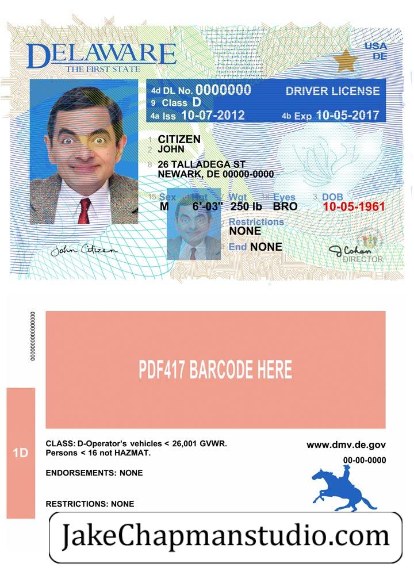 DELAWARE
THE FIRST STATE
USA
DE
4d DL No. 0000000 DRIVER LICENSE
9 Class D
4a Iss 10-07-2012 4b Exp 10-05-2017
1 CITIZEN
2 JOHN
8 26 TALLADEGA ST
NEWARK, DE 00000-0000
15 Sex Hgt Wgt Eyes 3 DOB
M 6'-03" 250 lb BRO 10-05-1961
Restrictions
NONE
End NONE
John Citizen
J Cohan
DIRECTOR
PDF417 BARCODE HERE
1D
CLASS: D-Operator's vehicles < 26,001 GVWR.
Persons < 16 not HAZMAT.
www.dmv.de.gov
00-00-0000
ENDORSEMENTS: NONE
RESTRICTIONS: NONE
JakeChapmanstudio.com